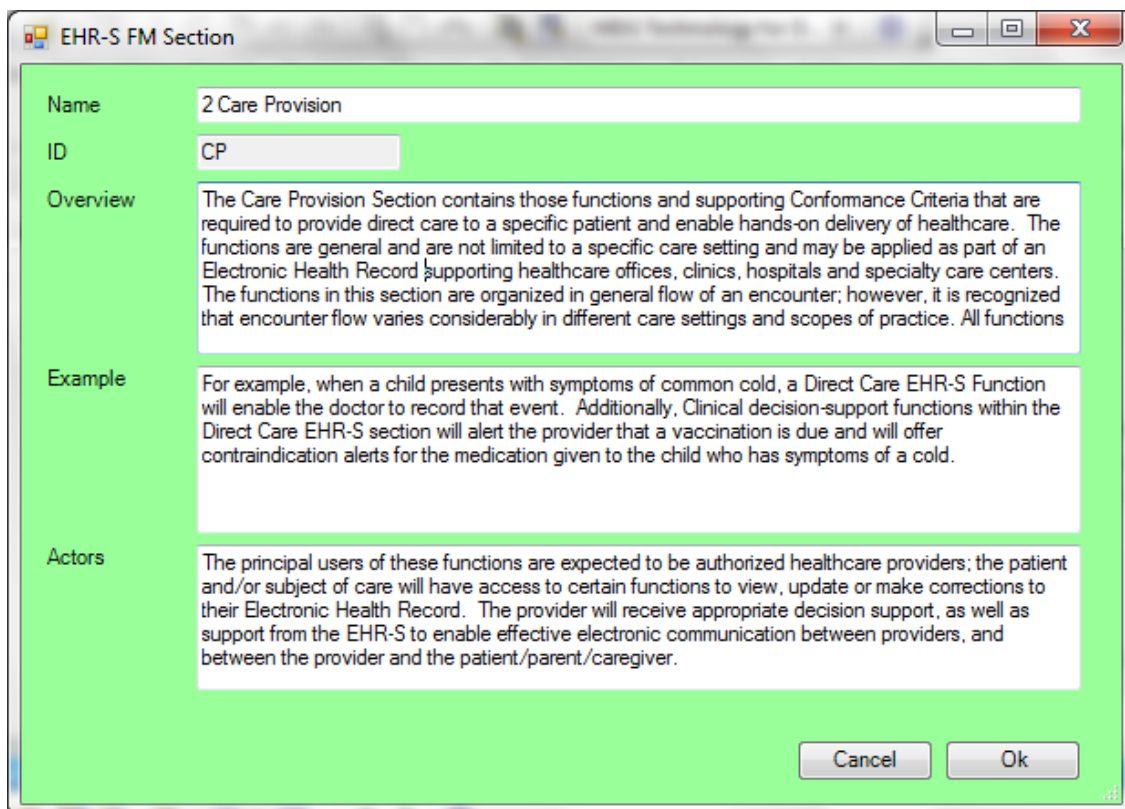 EHR-S FM Section
Name
2 Care Provision
ID
CP
Overview
The Care Provision Section contains those functions and supporting Conformance Criteria that are
required to provide direct care to a specific patient and enable hands-on delivery of healthcare.  The
functions are general and are not limited to a specific care setting and may be applied as part of an
Electronic Health Record supporting healthcare offices, clinics, hospitals and specialty care centers.
The functions in this section are organized in general flow of an encounter; however, it is recognized
that encounter flow varies considerably in different care settings and scopes of practice. All functions
Example
For example, when a child presents with symptoms of common cold, a Direct Care EHR-S Function
will enable the doctor to record that event.  Additionally, Clinical decision-support functions within the
Direct Care EHR-S section will alert the provider that a vaccination is due and will offer
contraindication alerts for the medication given to the child who has symptoms of a cold.
Actors
The principal users of these functions are expected to be authorized healthcare providers; the patient
and/or subject of care will have access to certain functions to view, update or make corrections to
their Electronic Health Record.  The provider will receive appropriate decision support, as well as
support from the EHR-S to enable effective electronic communication between providers, and
between the provider and the patient/parent/caregiver.
Cancel
Ok